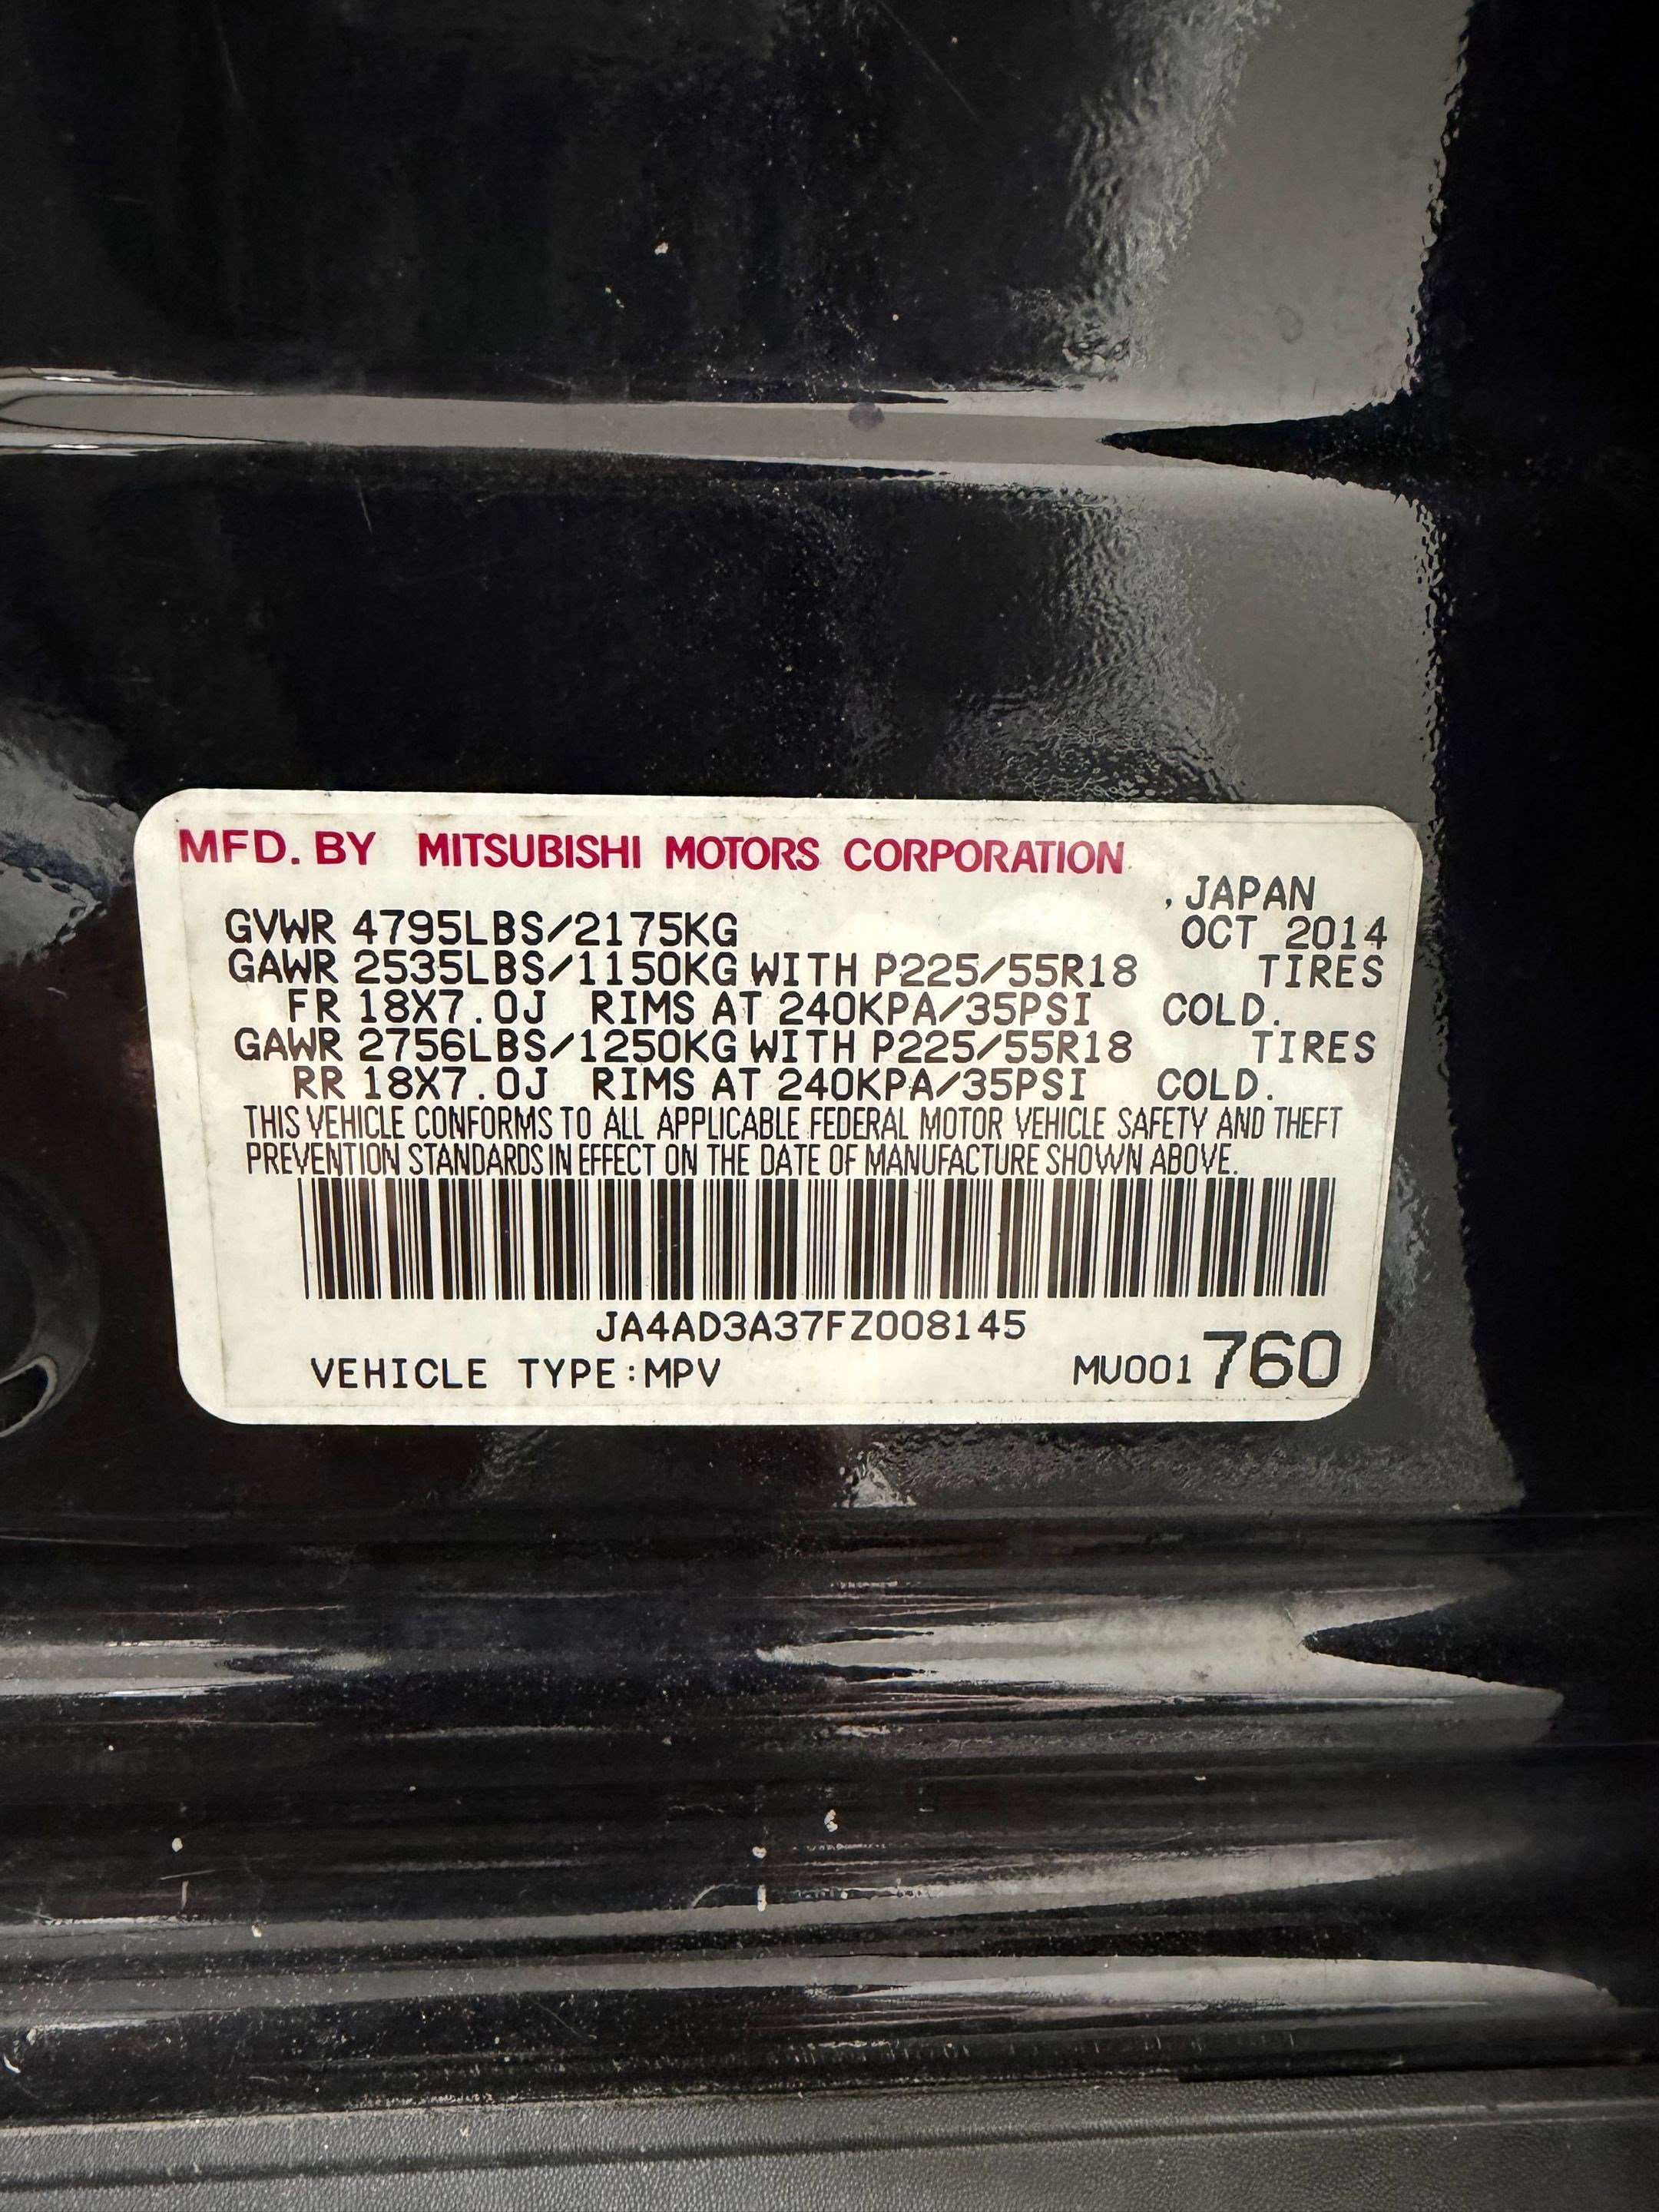 MFD. BY MITSUBISHI MOTORS CORPORATION
, JAPAN
GVWR 4795LBS/2175KG OCT 2014
GAWR 2535LBS/1150KG WITH P225/55R18 TIRES
FR 18X7.0J RIMS AT 240KPA/35PSI COLD.
GAWR 2756LBS/1250KG WITH P225/55R18 TIRES
RR 18X7.0J RIMS AT 240KPA/35PSI COLD.
THIS VEHICLE CONFORMS TO ALL APPLICABLE FEDERAL MOTOR VEHICLE SAFETY AND THEFT
PREVENTION STANDARDS IN EFFECT ON THE DATE OF MANUFACTURE SHOWN ABOVE.
JA4AD3A37FZ008145
VEHICLE TYPE:MPV MU001 760